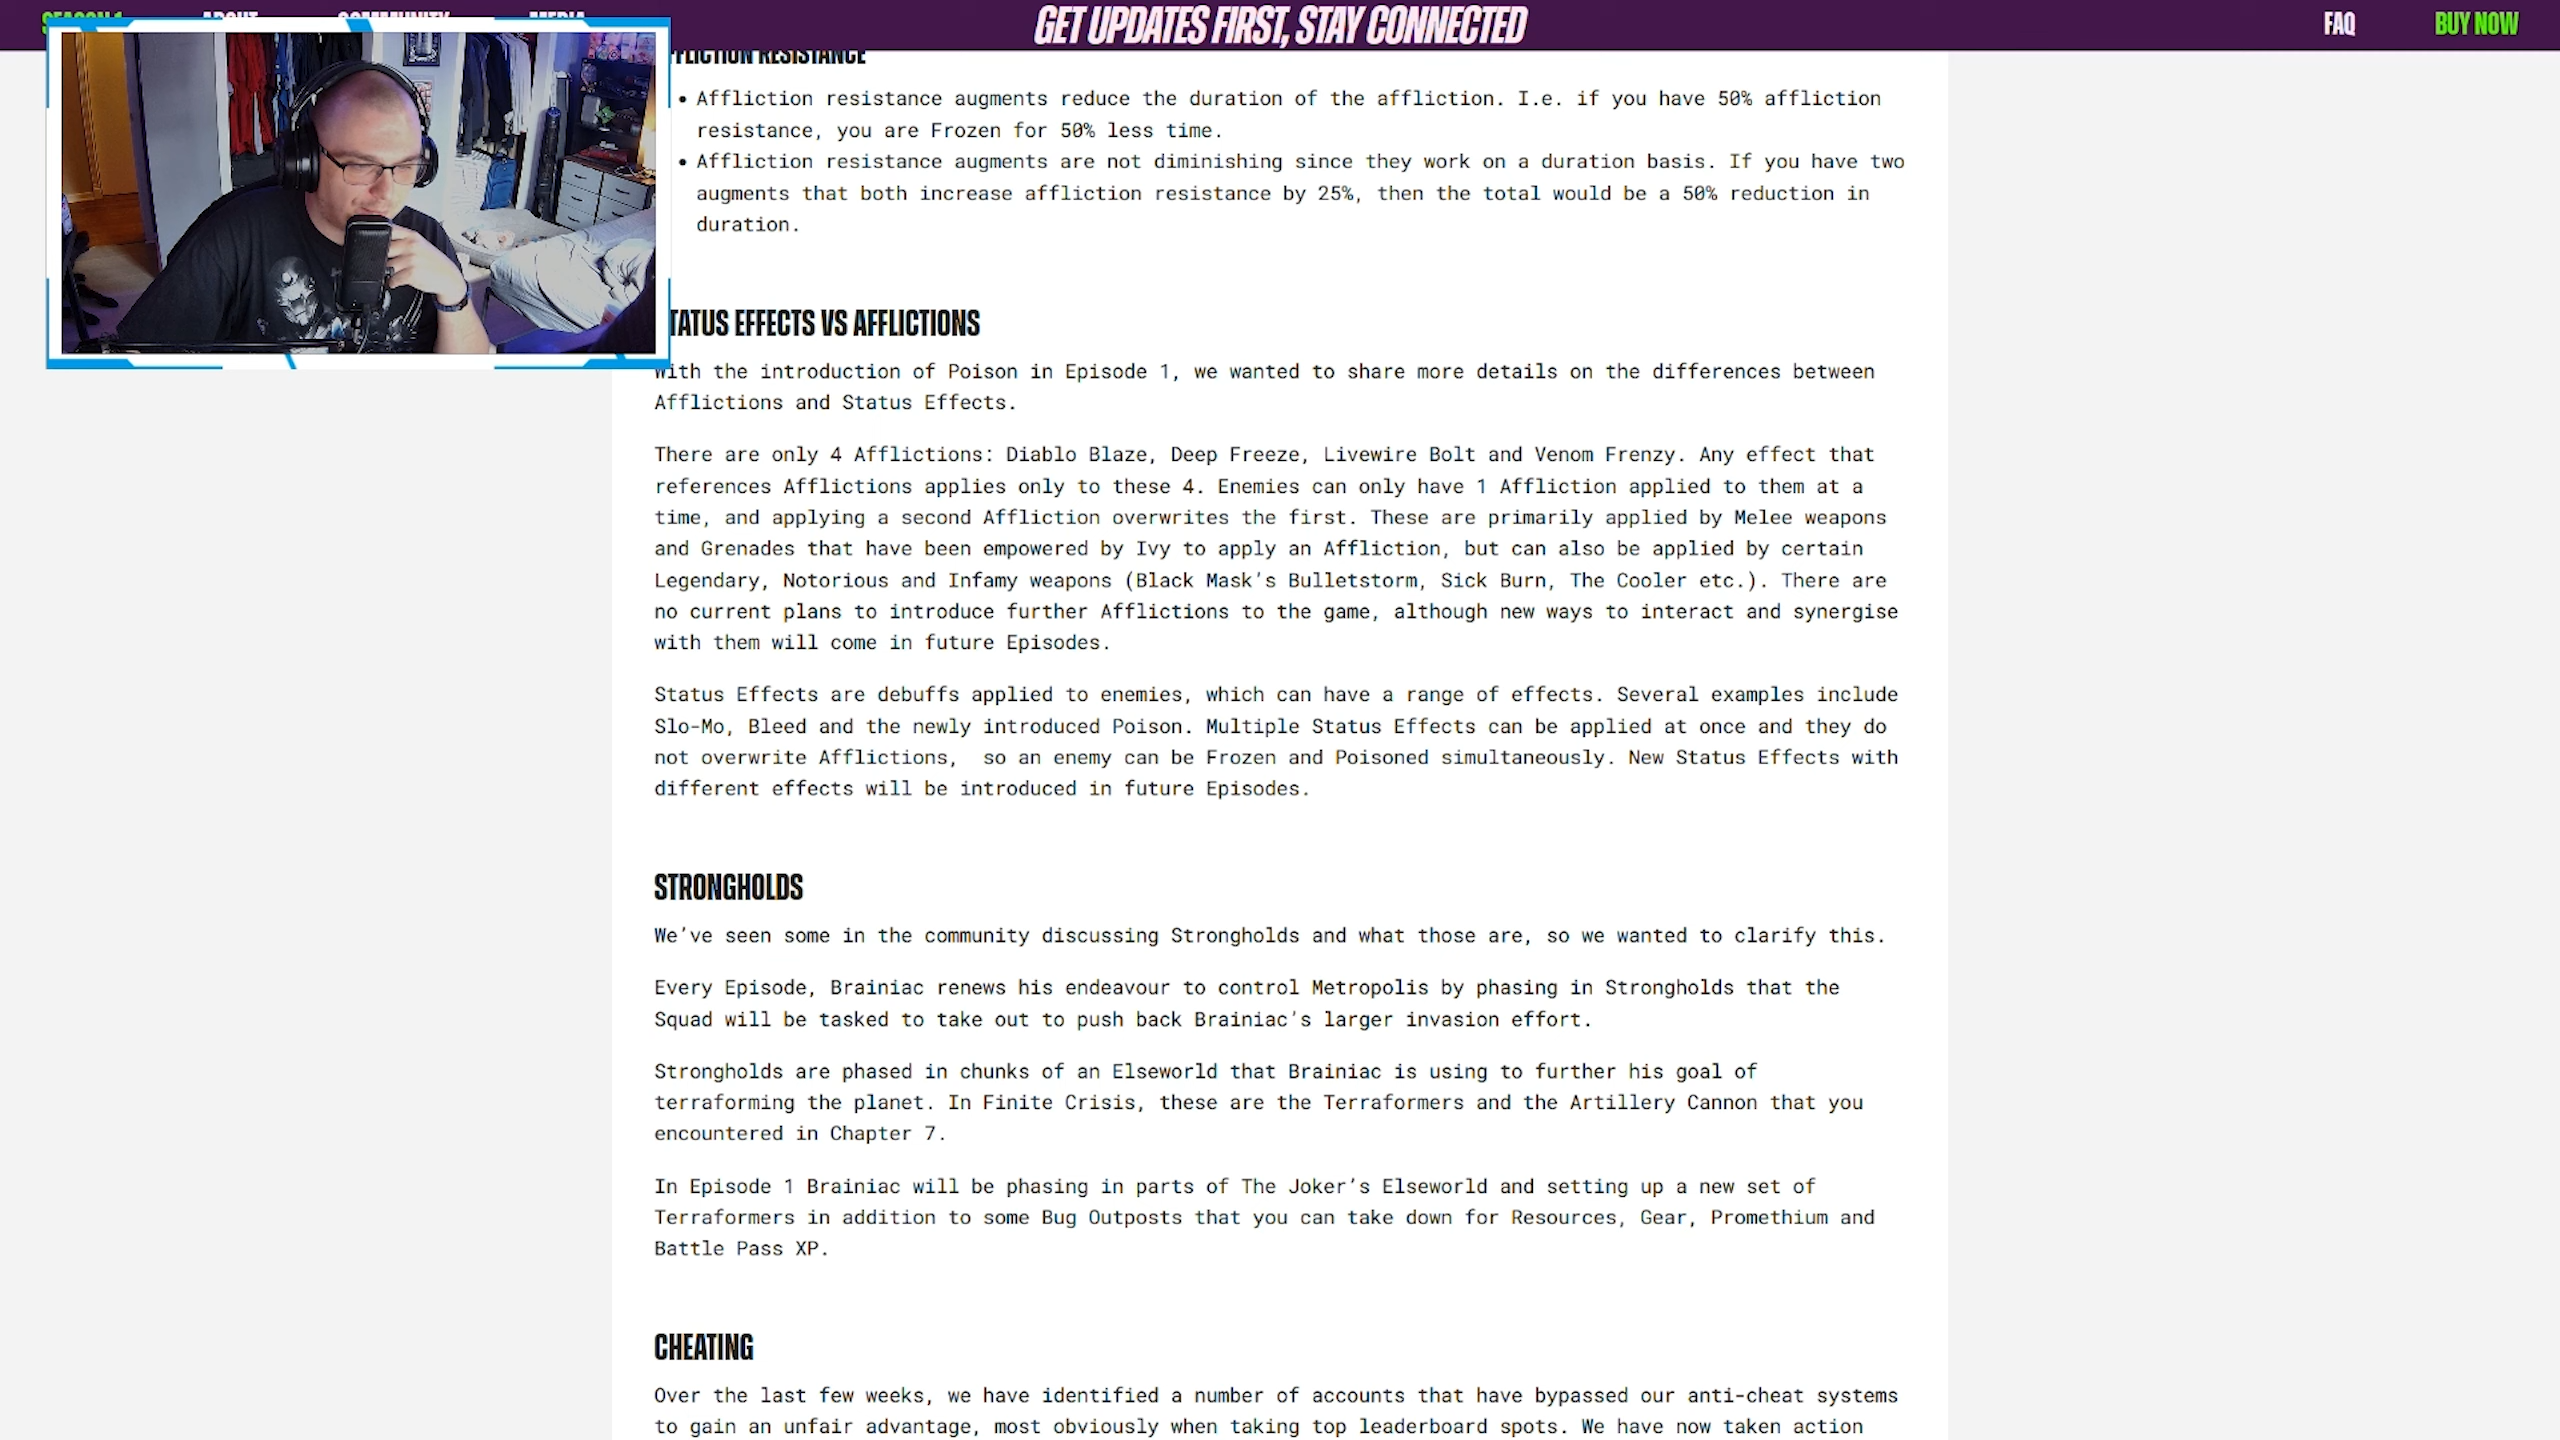 GET UPDATES FIRST, STAY CONNECTED
FAQ
BUY NOW
AFFLICTION RESISTANCE
• Affliction resistance augments reduce the duration of the affliction. I.e. if you have 50% affliction
resistance, you are Frozen for 50% less time.
• Affliction resistance augments are not diminishing since they work on a duration basis. If you have two
augments that both increase affliction resistance by 25%, then the total would be a 50% reduction in
duration.
TATUS EFFECTS VS AFFLICTIONS
With the introduction of Poison in Episode 1, we wanted to share more details on the differences between
Afflictions and Status Effects.
There are only 4 Afflictions: Diablo Blaze, Deep Freeze, Livewire Bolt and Venom Frenzy. Any effect that
references Afflictions applies only to these 4. Enemies can only have 1 Affliction applied to them at a
time, and applying a second Affliction overwrites the first. These are primarily applied by Melee weapons
and Grenades that have been empowered by Ivy to apply an Affliction, but can also be applied by certain
Legendary, Notorious and Infamy weapons (Black Mask's Bulletstorm, Sick Burn, The Cooler etc.). There are
no current plans to introduce further Afflictions to the game, although new ways to interact and synergise
with them will come in future Episodes.
Status Effects are debuffs applied to enemies, which can have a range of effects. Several examples include
Slo-Mo, Bleed and the newly introduced Poison. Multiple Status Effects can be applied at once and they do
not overwrite Afflictions,  so an enemy can be Frozen and Poisoned simultaneously. New Status Effects with
different effects will be introduced in future Episodes.
STRONGHOLDS
We've seen some in the community discussing Strongholds and what those are, so we wanted to clarify this.
Every Episode, Brainiac renews his endeavour to control Metropolis by phasing in Strongholds that the
Squad will be tasked to take out to push back Brainiac's larger invasion effort.
Strongholds are phased in chunks of an Elseworld that Brainiac is using to further his goal of
terraforming the planet. In Finite Crisis, these are the Terraformers and the Artillery Cannon that you
encountered in Chapter 7.
In Episode 1 Brainiac will be phasing in parts of The Joker's Elseworld and setting up a new set of
Terraformers in addition to some Bug Outposts that you can take down for Resources, Gear, Promethium and
Battle Pass XP.
CHEATING
Over the last few weeks, we have identified a number of accounts that have bypassed our anti-cheat systems
to gain an unfair advantage, most obviously when taking top leaderboard spots. We have now taken action